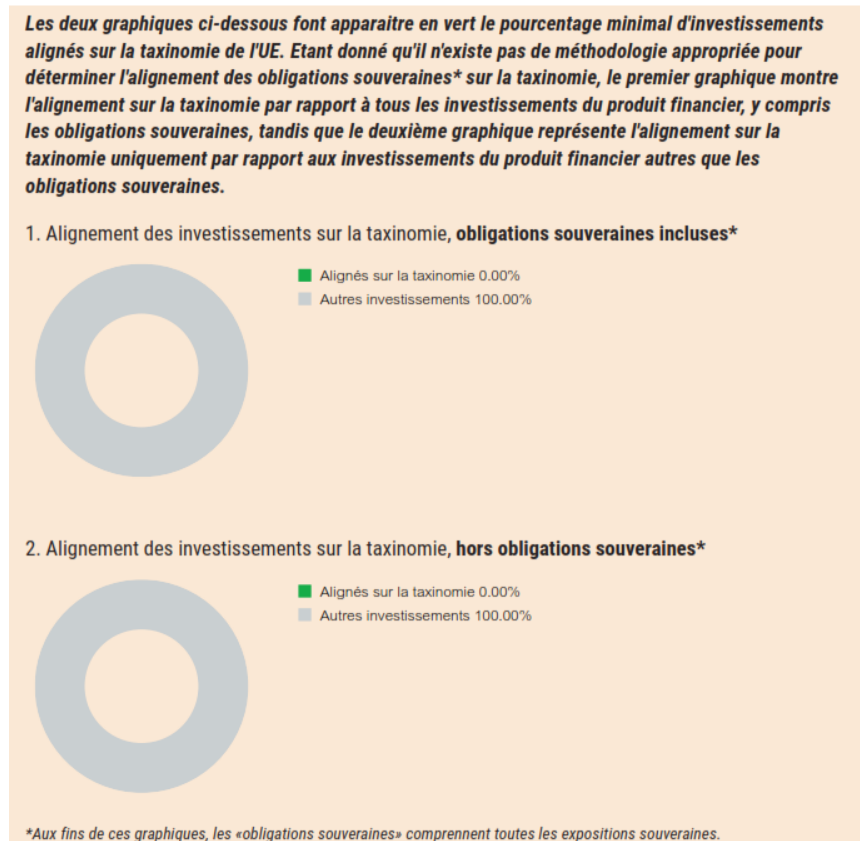 Les deux graphiques ci-dessous font apparaitre en vert le pourcentage minimal d'investissements
alignés sur la taxinomie de l'UE. Etant donné qu'il n'existe pas de méthodologie appropriée pour
déterminer l'alignement des obligations souveraines* sur la taxinomie, le premier graphique montre
l'alignement sur la taxinomie par rapport à tous les investissements du produit financier, y compris
les obligations souveraines, tandis que le deuxième graphique représente l'alignement sur la
taxinomie uniquement par rapport aux investissements du produit financier autres que les
obligations souveraines.
1. Alignement des investissements sur la taxinomie, obligations souveraines incluses*
Alignés sur la taxinomie 0.00%
Autres investissements 100.00%
2. Alignement des investissements sur la taxinomie, hors obligations souveraines*
Alignés sur la taxinomie 0.00%
Autres investissements 100.00%
*Aux fins de ces graphiques, les «obligations souveraines» comprennent toutes les expositions souveraines.